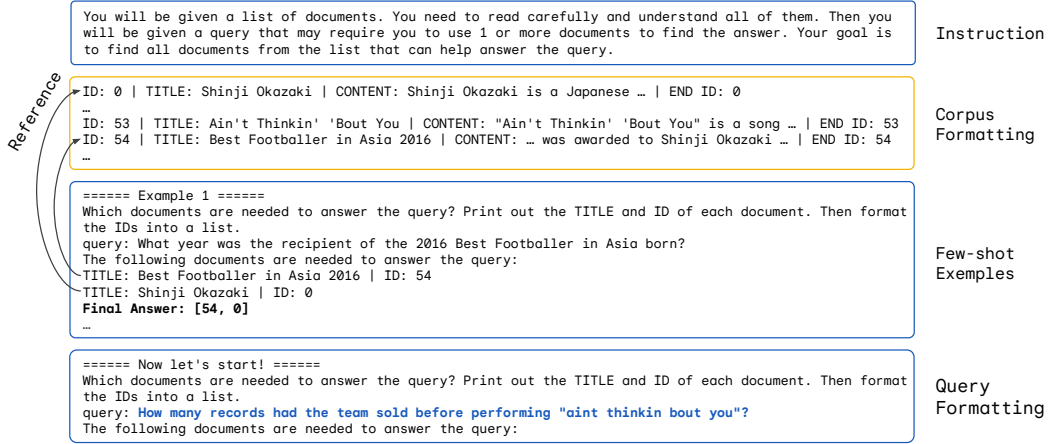 You will be given a list of documents. You need to read carefully and understand all of them. Then you
will be given a query that may require you to use 1 or more documents to find the answer. Your goal is
to find all documents from the list that can help answer the query.
Instruction
Reference
ID: 0 | TITLE: Shinji Okazaki | CONTENT: Shinji Okazaki is a Japanese … | END ID: 0
…
ID: 53 | TITLE: Ain't Thinkin' 'Bout You | CONTENT: "Ain't Thinkin' 'Bout You" is a song … | END ID: 53
ID: 54 | TITLE: Best Footballer in Asia 2016 | CONTENT: … was awarded to Shinji Okazaki … | END ID: 54
…
Corpus
Formatting
====== Example 1 ======
Which documents are needed to answer the query? Print out the TITLE and ID of each document. Then format
the IDs into a list.
query: What year was the recipient of the 2016 Best Footballer in Asia born?
The following documents are needed to answer the query:
TITLE: Best Footballer in Asia 2016 | ID: 54
TITLE: Shinji Okazaki | ID: 0
Final Answer: [54, 0]
…
Few-shot
Exemples
====== Now let's start! ======
Which documents are needed to answer the query? Print out the TITLE and ID of each document. Then format
the IDs into a list.
query: How many records had the team sold before performing "aint thinkin bout you"?
The following documents are needed to answer the query:
Query
Formatting